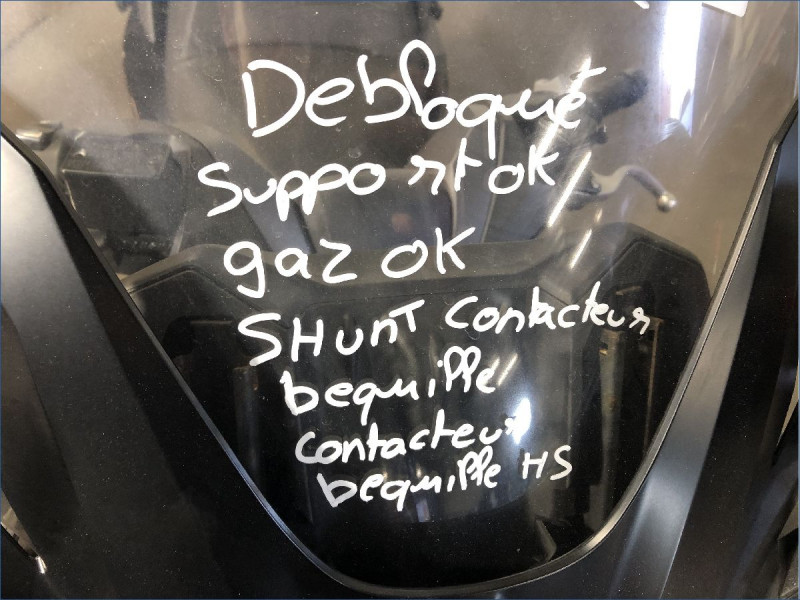 Debloqué
Support ok
gaz ok
SHunT contacteur
bequille
contacteur
bequille HS